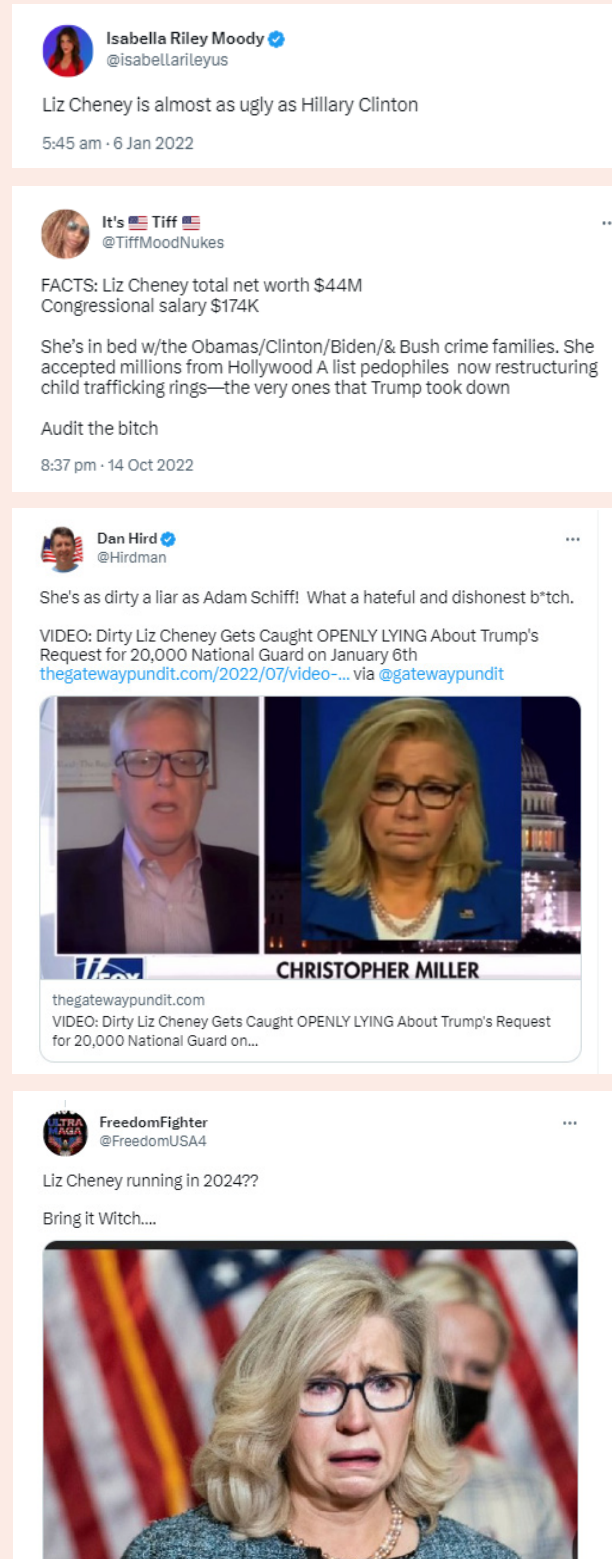 Isabella Riley Moody
@isabellarileyus
Liz Cheney is almost as ugly as Hillary Clinton
5:45 am · 6 Jan 2022
It's 🇺🇸 Tiff 🇺🇸
@TiffMoodNukes
FACTS: Liz Cheney total net worth $44M
Congressional salary $174K
She's in bed w/the Obamas/Clinton/Biden/& Bush crime families. She
accepted millions from Hollywood A list pedophiles now restructuring
child trafficking rings—the very ones that Trump took down
Audit the bitch
8:37 pm · 14 Oct 2022
Dan Hird
@Hirdman
She's as dirty a liar as Adam Schiff! What a hateful and dishonest b*tch.
VIDEO: Dirty Liz Cheney Gets Caught OPENLY LYING About Trump's
Request for 20,000 National Guard on January 6th
thegatewaypundit.com/2022/07/video-... via @gatewaypundit
FOX
CHRISTOPHER MILLER
thegatewaypundit.com
VIDEO: Dirty Liz Cheney Gets Caught OPENLY LYING About Trump's Request
for 20,000 National Guard on...
ULTRA
MAGA
FreedomFighter
@FreedomUSA4
Liz Cheney running in 2024??
Bring it Witch....